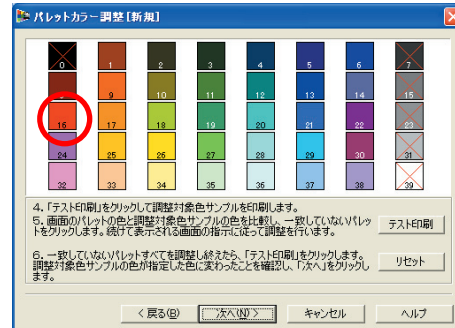 パレットカラー調整[新規]
0 1 2 3 4 5 6 7
8 9 10 11 12 13 14 15
16 17 18 19 20 21 22 23
24 25 26 27 28 29 30 31
32 33 34 35 36 37 38 39
4.「テスト印刷」をクリックして調整対象色サンプルを印刷します。
5. 画面のパレットの色と調整対象色サンプルの色を比較し、一致していないパレッ
トをクリックします。続けて表示される画面の指示に従って調整を行います。
テスト印刷
6. 一致していないパレットすべてを調整し終えたら、「テスト印刷」をクリックします。
調整対象色サンプルの色が指定した色に変わったことを確認し、「次へ」をクリックし
ます。
リセット
< 戻る(B) 次へ(N) > キャンセル ヘルプ